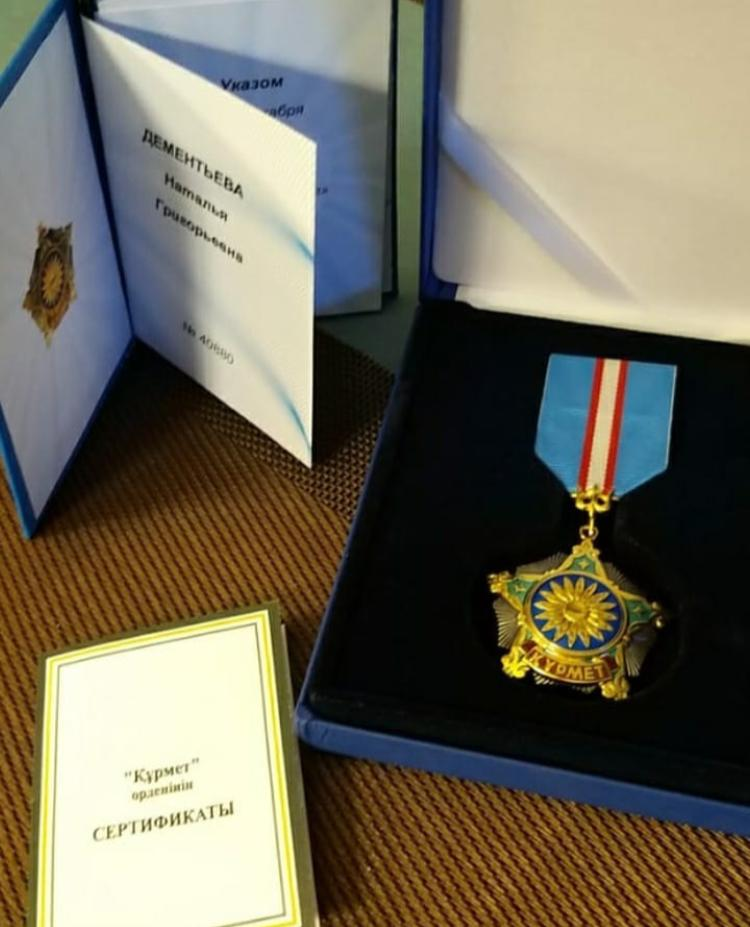 Указом
ДЕМЕНТЬЕВА
Наталья
Григорьевна
№ 40680
ҚҰРМЕТ
"Құрмет"
орденінің
СЕРТИФИКАТЫ